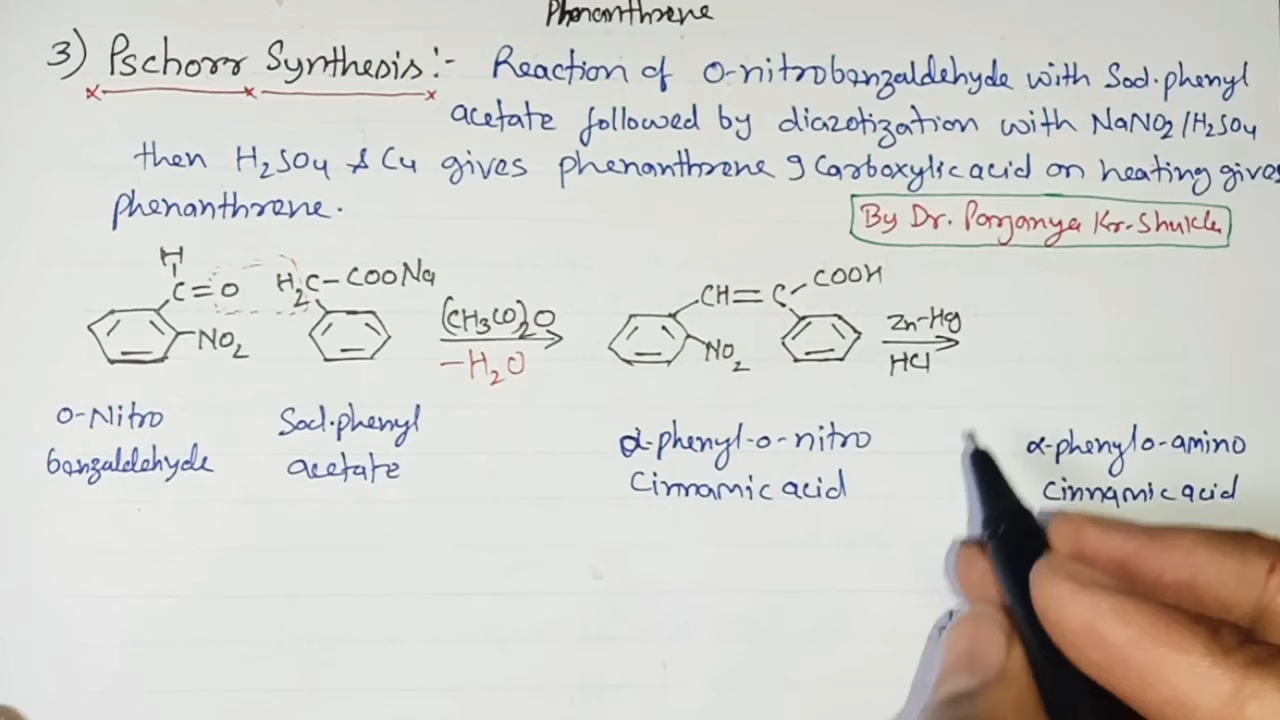 Phenanthrene
3) Pschorr Synthesis:- Reaction of o-nitrobenzaldehyde with Sod.phenyl
acetate followed by diazotization with NaNO2/H2SO4
then H2SO4 & Cu gives phenanthrene 9 Carboxylic acid on heating gives
phenanthrene.
By Dr. Parjanya Kr. Shukla
H
C=O H2C-COONa (CH3CO)2O CH=C-COOH Zn-Hg
NO2 -H2O NO2 HCl
O-Nitro Sod.phenyl α-phenyl-o-nitro α-phenyl o-amino
benzaldehyde acetate Cinnamic acid Cinnamic acid